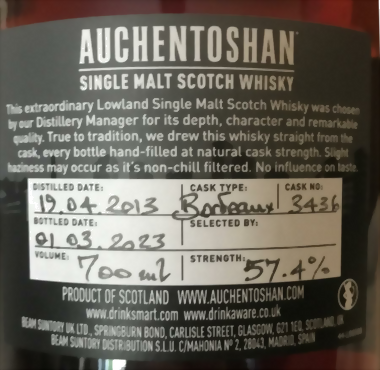 AUCHENTOSHAN
SINGLE MALT SCOTCH WHISKY
This extraordinary Lowland Single Malt Scotch Whisky was chosen
by our Distillery Manager for its depth, character and remarkable
quality. True to tradition, we drew this whisky straight from the
cask, every bottle hand-filled at natural cask strength. Slight
haziness may occur as it's non-chill filtered. No influence on taste.
DISTILLED DATE: CASK TYPE: CASK NO:
19.04.2013 Bordeaux 3436
BOTTLED DATE: SELECTED BY:
01.03.2023
VOLUME: 700ml STRENGTH: 57.4%
PRODUCT OF SCOTLAND WWW.AUCHENTOSHAN.COM
www.drinksmart.com www.drinkaware.co.uk
BEAM SUNTORY UK LTD., SPRINGBURN BOND, CARLISLE STREET, GLASGOW, G21 1EQ, SCOTLAND, UK
BEAM SUNTORY DISTRIBUTION S.L.U. C/MAHONIA Nº 2, 28043, MADRID, SPAIN